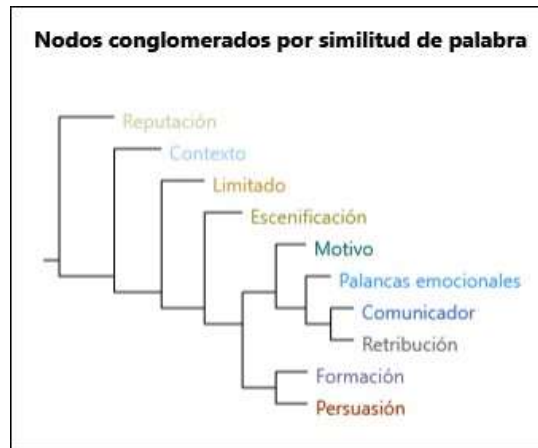 Nodos conglomerados por similitud de palabra
Reputación
Contexto
Limitado
Escenificación
Motivo
Palancas emocionales
Comunicador
Retribución
Formación
Persuasión